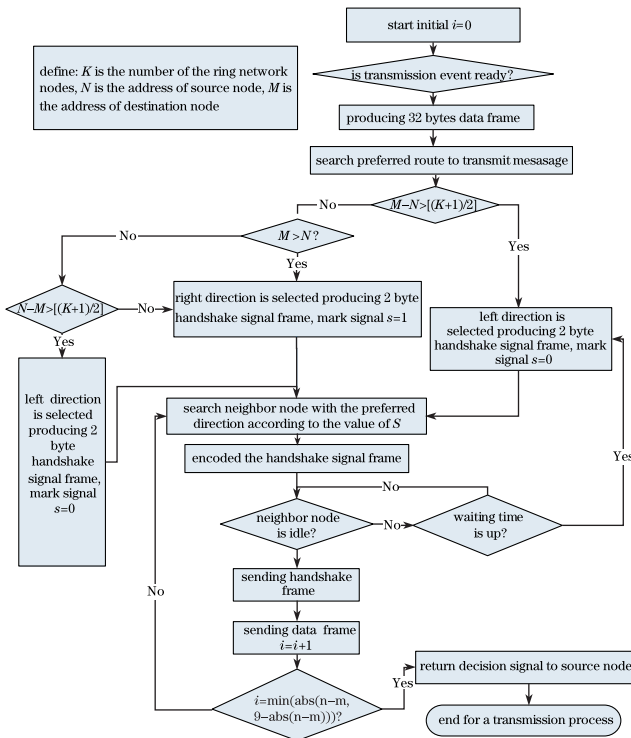 start initial i=0
define: K is the number of the ring network
nodes, N is the address of source node, M is
the address of destination node
is transmission event ready?
producing 32 bytes data frame
search preferred route to transmit mesasage
M−N>[(K+1)/2]
No
Yes
M>N?
No
Yes
N−M>[(K+1)/2]
No
Yes
right direction is selected producing 2 byte
handshake signal frame, mark signal s=1
left direction is
selected producing 2 byte
handshake signal frame, mark
signal s=0
left direction
is selected
producing 2
byte
handshake
signal frame,
mark signal
s=0
search neighbor node with the preferred
direction according to the value of S
encoded the handshake signal frame
No
Yes
neighbor node
is idle?
No
waiting time
is up?
sending handshake
frame
No
sending data frame
i=i+1
i=min(abs(n−m,
9−abs(n−m)))?
Yes
return decision signal to source node
end for a transmission process